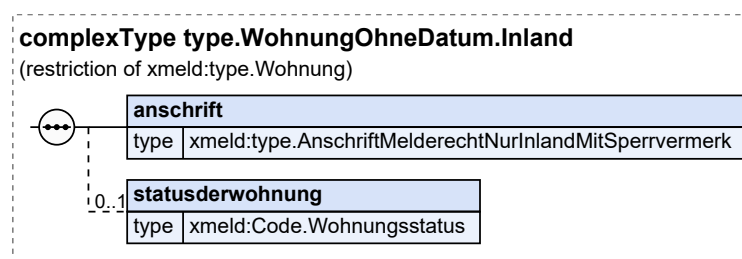 complexType type.WohnungOhneDatum.Inland
(restriction of xmeld:type.Wohnung)
anschrift
type xmeld:type.AnschriftMelderechtNurInlandMitSperrvermerk
0..1 statusderwohnung
type xmeld:Code.Wohnungsstatus